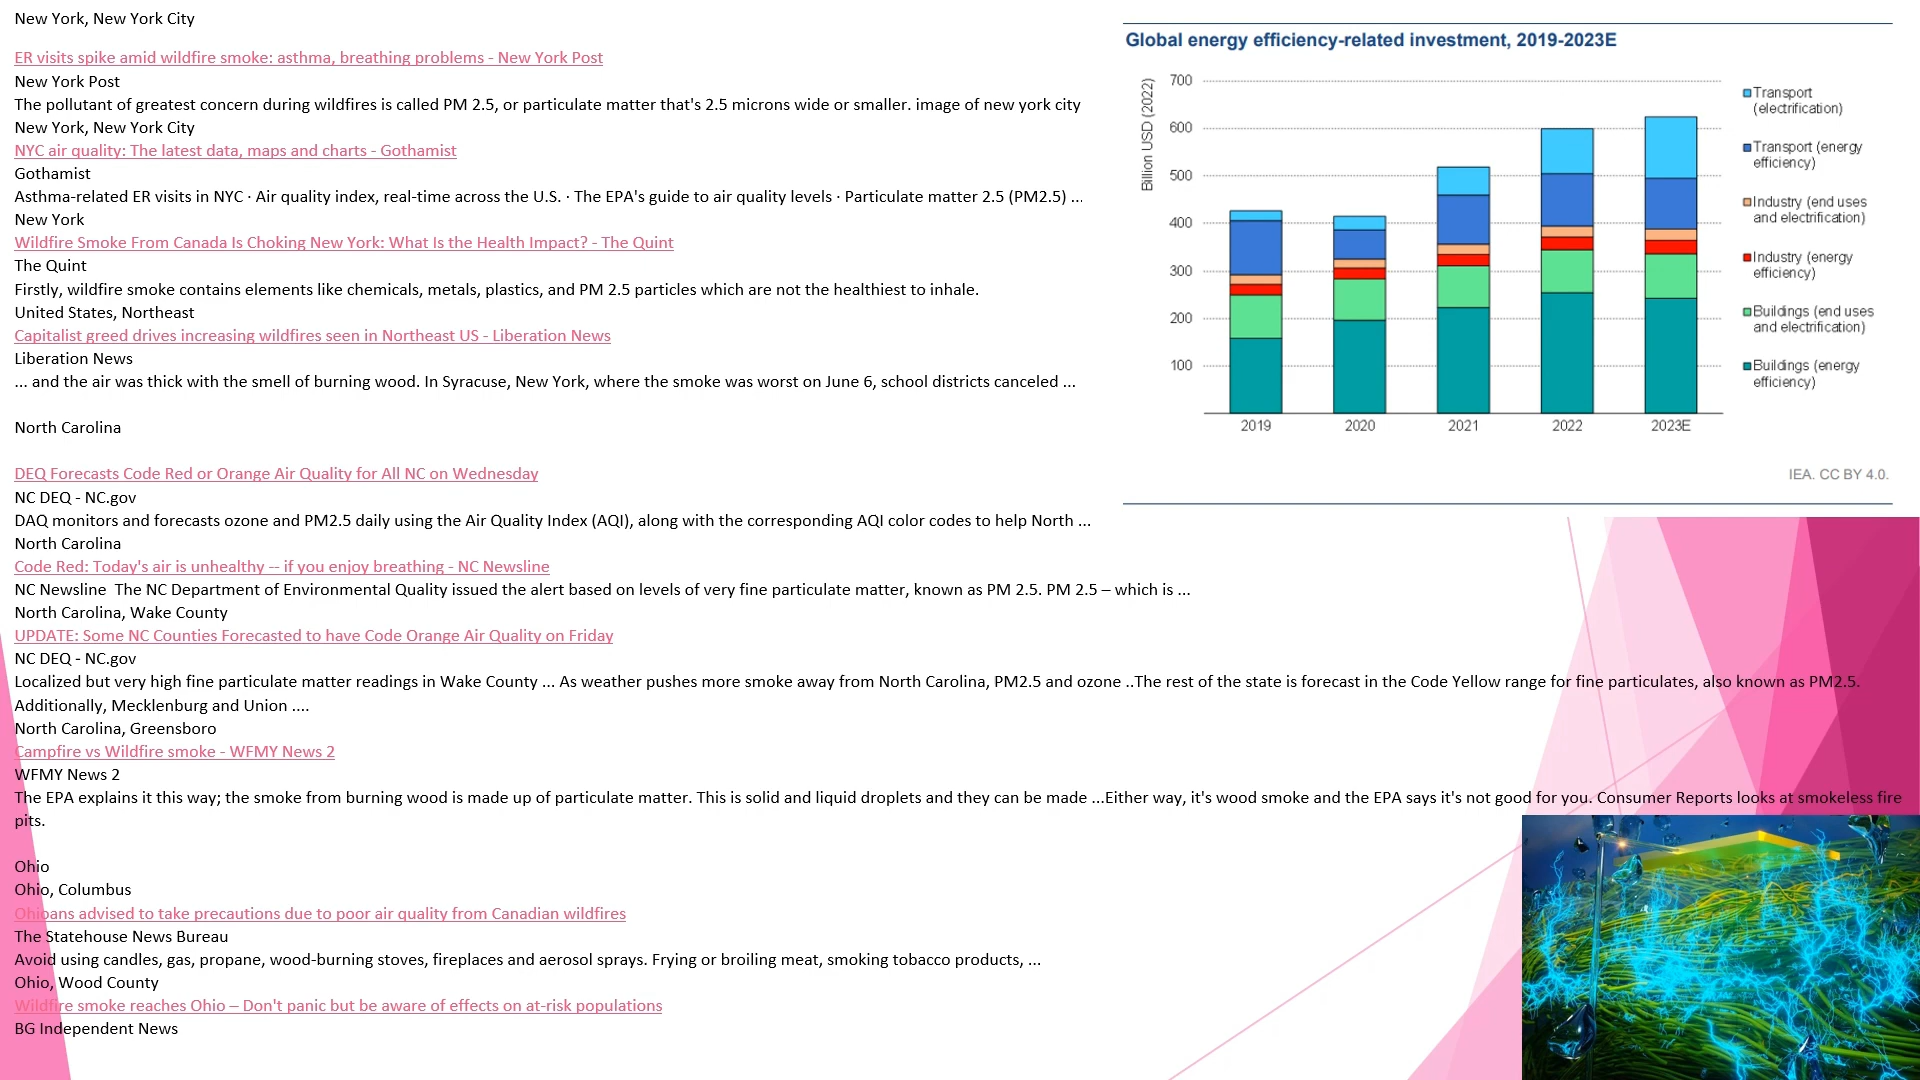 New York, New York City
ER visits spike amid wildfire smoke: asthma, breathing problems - New York Post
New York Post
The pollutant of greatest concern during wildfires is called PM 2.5, or particulate matter that's 2.5 microns wide or smaller. image of new york city
New York, New York City
NYC air quality: The latest data, maps and charts - Gothamist
Gothamist
Asthma-related ER visits in NYC · Air quality index, real-time across the U.S. · The EPA's guide to air quality levels · Particulate matter 2.5 (PM2.5) ...
New York
Wildfire Smoke From Canada Is Choking New York: What Is the Health Impact? - The Quint
The Quint
Firstly, wildfire smoke contains elements like chemicals, metals, plastics, and PM 2.5 particles which are not the healthiest to inhale.
United States, Northeast
Capitalist greed drives increasing wildfires seen in Northeast US - Liberation News
Liberation News
... and the air was thick with the smell of burning wood. In Syracuse, New York, where the smoke was worst on June 6, school districts canceled ...
North Carolina
DEQ Forecasts Code Red or Orange Air Quality for All NC on Wednesday
NC DEQ - NC.gov
DAQ monitors and forecasts ozone and PM2.5 daily using the Air Quality Index (AQI), along with the corresponding AQI color codes to help North ...
North Carolina
Code Red: Today's air is unhealthy -- if you enjoy breathing - NC Newsline
NC Newsline  The NC Department of Environmental Quality issued the alert based on levels of very fine particulate matter, known as PM 2.5. PM 2.5 – which is ...
North Carolina, Wake County
UPDATE: Some NC Counties Forecasted to have Code Orange Air Quality on Friday
NC DEQ - NC.gov
Localized but very high fine particulate matter readings in Wake County ... As weather pushes more smoke away from North Carolina, PM2.5 and ozone ..The rest of the state is forecast in the Code Yellow range for fine particulates, also known as PM2.5.
Additionally, Mecklenburg and Union ....
North Carolina, Greensboro
Campfire vs Wildfire smoke - WFMY News 2
WFMY News 2
The EPA explains it this way; the smoke from burning wood is made up of particulate matter. This is solid and liquid droplets and they can be made ...Either way, it's wood smoke and the EPA says it's not good for you. Consumer Reports looks at smokeless fire
pits.
Ohio
Ohio, Columbus
Ohioans advised to take precautions due to poor air quality from Canadian wildfires
The Statehouse News Bureau
Avoid using candles, gas, propane, wood-burning stoves, fireplaces and aerosol sprays. Frying or broiling meat, smoking tobacco products, ...
Ohio, Wood County
Wildfire smoke reaches Ohio – Don't panic but be aware of effects on at-risk populations
BG Independent News
Global energy efficiency-related investment, 2019-2023E
Billion USD (2022)
700
600
500
400
300
200
100
2019 2020 2021 2022 2023E
Transport
(electrification)
Transport (energy
efficiency)
Industry (end uses
and electrification)
Industry (energy
efficiency)
Buildings (end uses
and electrification)
Buildings (energy
efficiency)
IEA. CC BY 4.0.